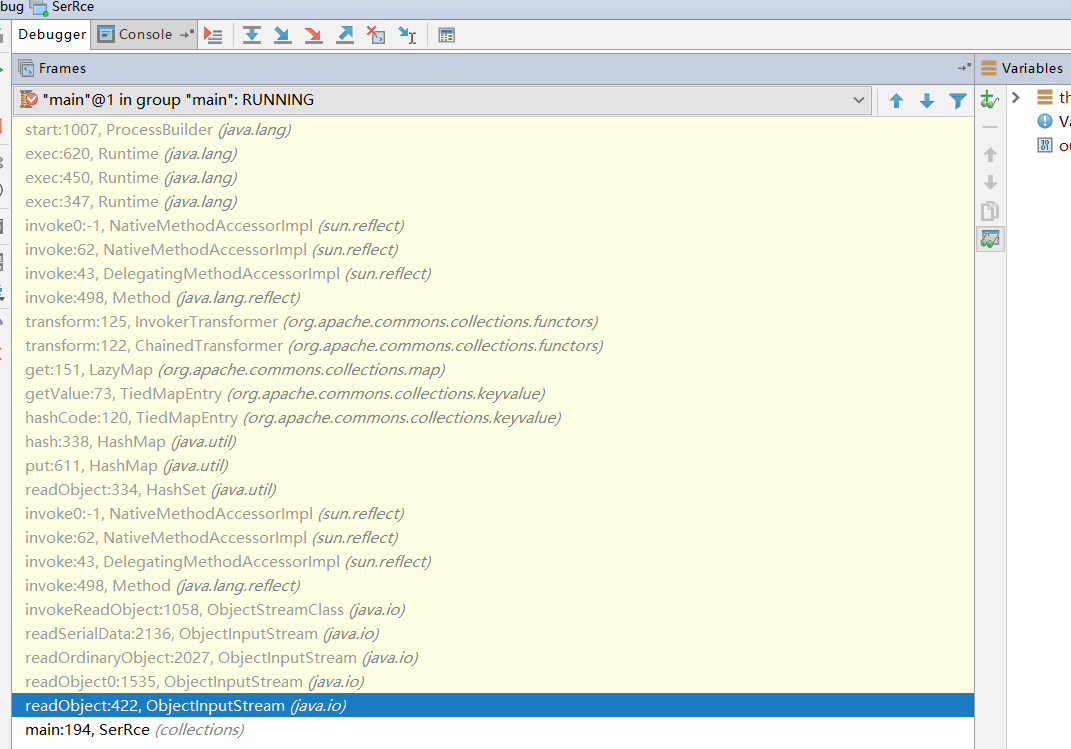 bug SerRce
Debugger Console
Frames Variables
"main"@1 in group "main": RUNNING
start:1007, ProcessBuilder (java.lang)
exec:620, Runtime (java.lang)
exec:450, Runtime (java.lang)
exec:347, Runtime (java.lang)
invoke0:-1, NativeMethodAccessorImpl (sun.reflect)
invoke:62, NativeMethodAccessorImpl (sun.reflect)
invoke:43, DelegatingMethodAccessorImpl (sun.reflect)
invoke:498, Method (java.lang.reflect)
transform:125, InvokerTransformer (org.apache.commons.collections.functors)
transform:122, ChainedTransformer (org.apache.commons.collections.functors)
get:151, LazyMap (org.apache.commons.collections.map)
getValue:73, TiedMapEntry (org.apache.commons.collections.keyvalue)
hashCode:120, TiedMapEntry (org.apache.commons.collections.keyvalue)
hash:338, HashMap (java.util)
put:611, HashMap (java.util)
readObject:334, HashSet (java.util)
invoke0:-1, NativeMethodAccessorImpl (sun.reflect)
invoke:62, NativeMethodAccessorImpl (sun.reflect)
invoke:43, DelegatingMethodAccessorImpl (sun.reflect)
invoke:498, Method (java.lang.reflect)
invokeReadObject:1058, ObjectStreamClass (java.io)
readSerialData:2136, ObjectInputStream (java.io)
readOrdinaryObject:2027, ObjectInputStream (java.io)
readObject0:1535, ObjectInputStream (java.io)
readObject:422, ObjectInputStream (java.io)
main:194, SerRce (collections)